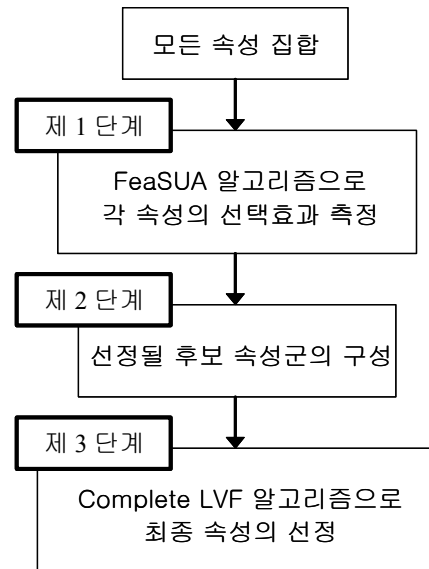 모든 속성 집합
제 1 단계
FeaSUA 알고리즘으로
각 속성의 선택효과 측정
제 2 단계
선정될 후보 속성군의 구성
제 3 단계
Complete LVF 알고리즘으로
최종 속성의 선정